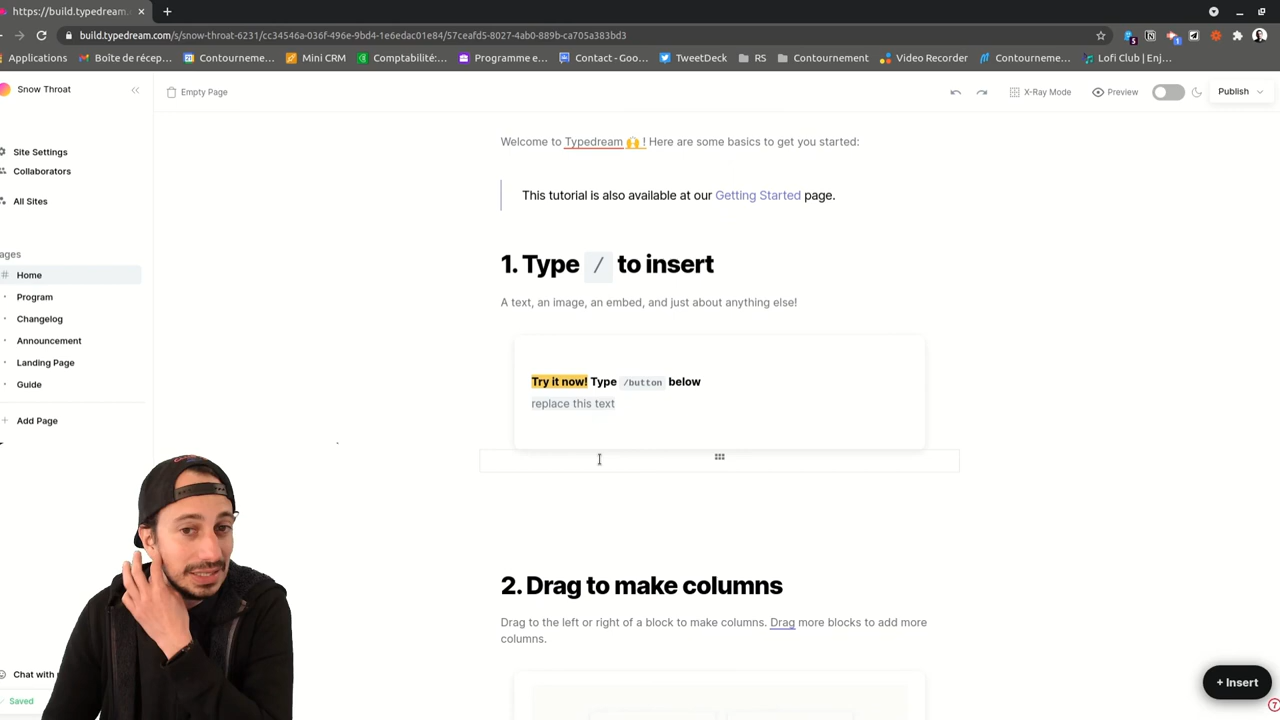 https://build.typedream.
build.typedream.com/s/snow-throat-6231/cc34546a-036f-496e-9bd4-1e6edac01e84/57ceafd5-8027-4ab0-889b-ca705a383bd3
Applications
Boîte de récep...
Contourneme...
Mini CRM
Comptabilité:...
Programme e...
Contact - Goo...
TweetDeck
RS
Contournement
Video Recorder
Contourneme...
Lofi Club | Enj...
Snow Throat
Empty Page
X-Ray Mode
Preview
Publish
Site Settings
Collaborators
All Sites
ages
Home
Program
Changelog
Announcement
Landing Page
Guide
Add Page
Welcome to Typedream 🙌 ! Here are some basics to get you started:
This tutorial is also available at our Getting Started page.
1. Type / to insert
A text, an image, an embed, and just about anything else!
Try it now! Type /button below
replace this text
2. Drag to make columns
Drag to the left or right of a block to make columns. Drag more blocks to add more
columns.
Chat with
Saved
+ Insert